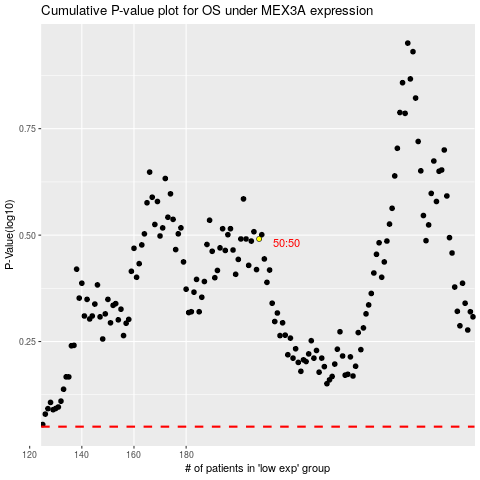 Cumulative P-value plot for OS under MEX3A expression
P-Value(log10)
0.75
0.50
0.25
50:50
120 140 160 180
# of patients in 'low exp' group